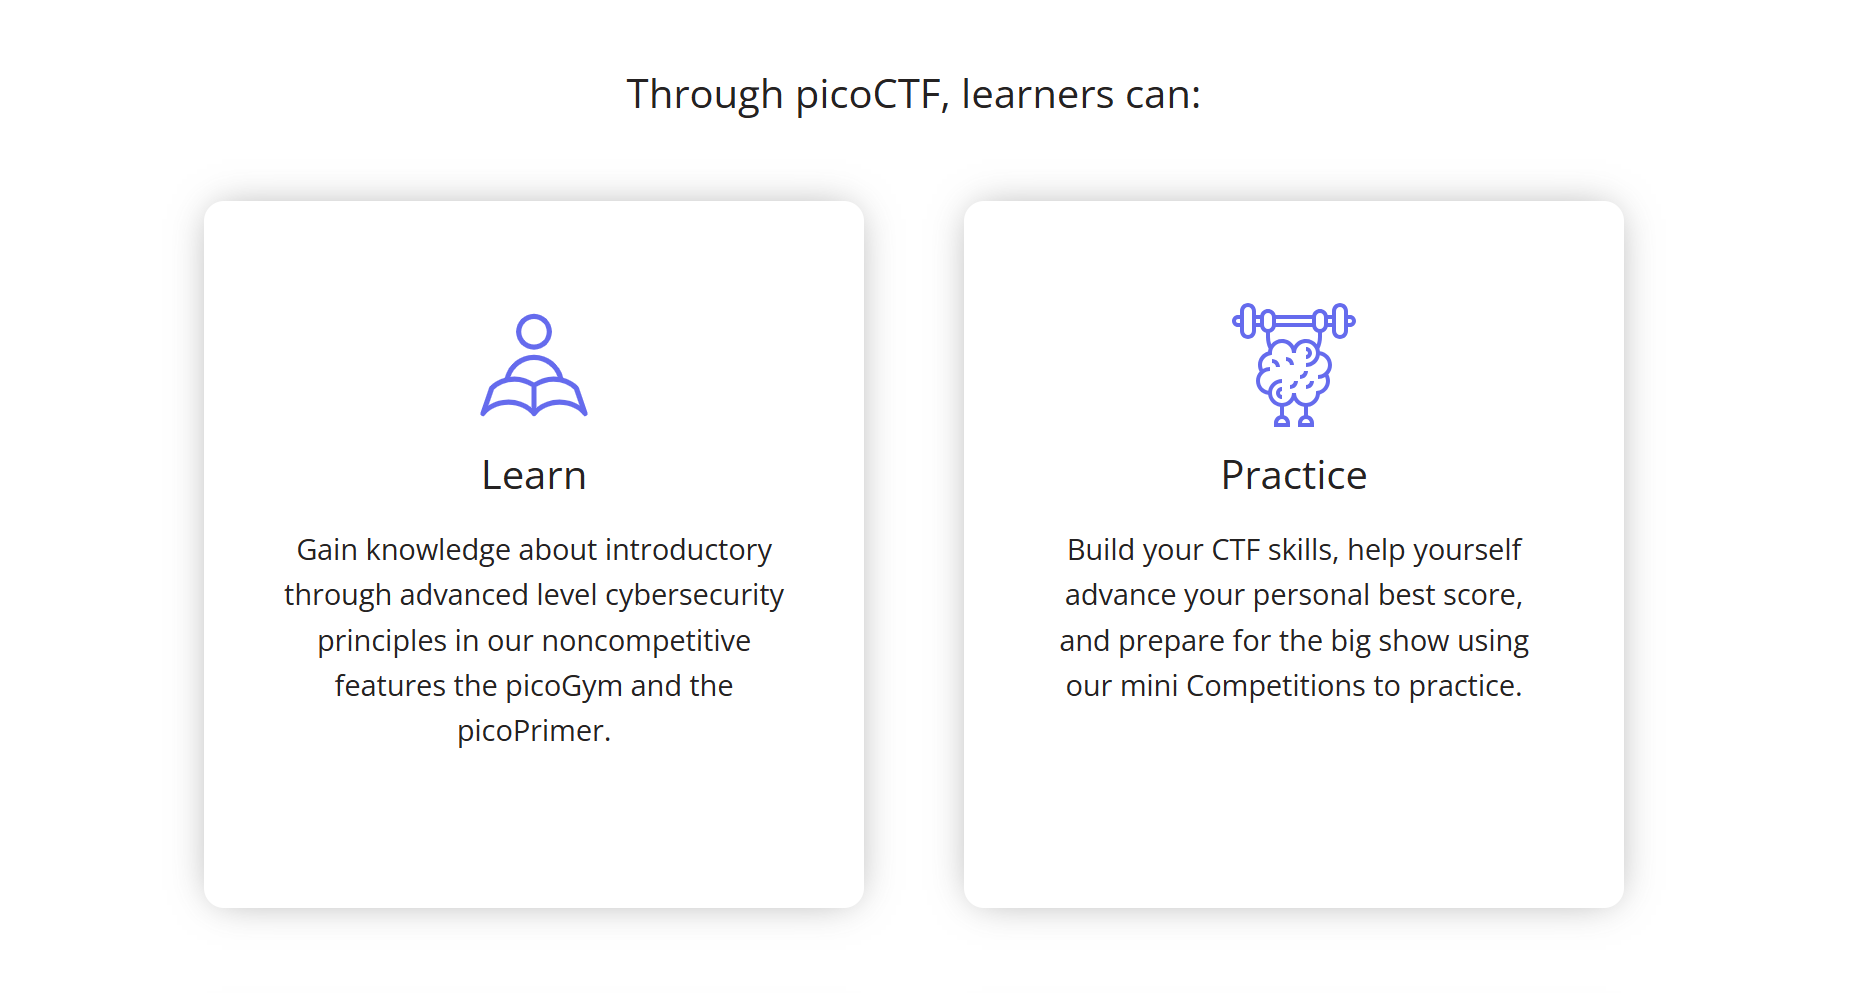 Through picoCTF, learners can:
Learn
Gain knowledge about introductory
through advanced level cybersecurity
principles in our noncompetitive
features the picoGym and the
picoPrimer.
Practice
Build your CTF skills, help yourself
advance your personal best score,
and prepare for the big show using
our mini Competitions to practice.